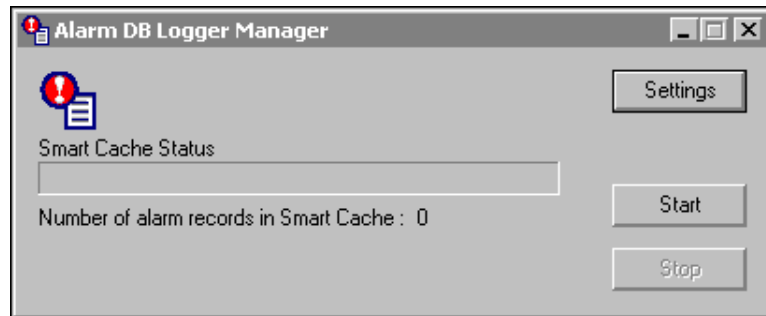 Alarm DB Logger Manager
Settings
Smart Cache Status
Number of alarm records in Smart Cache : 0
Start
Stop